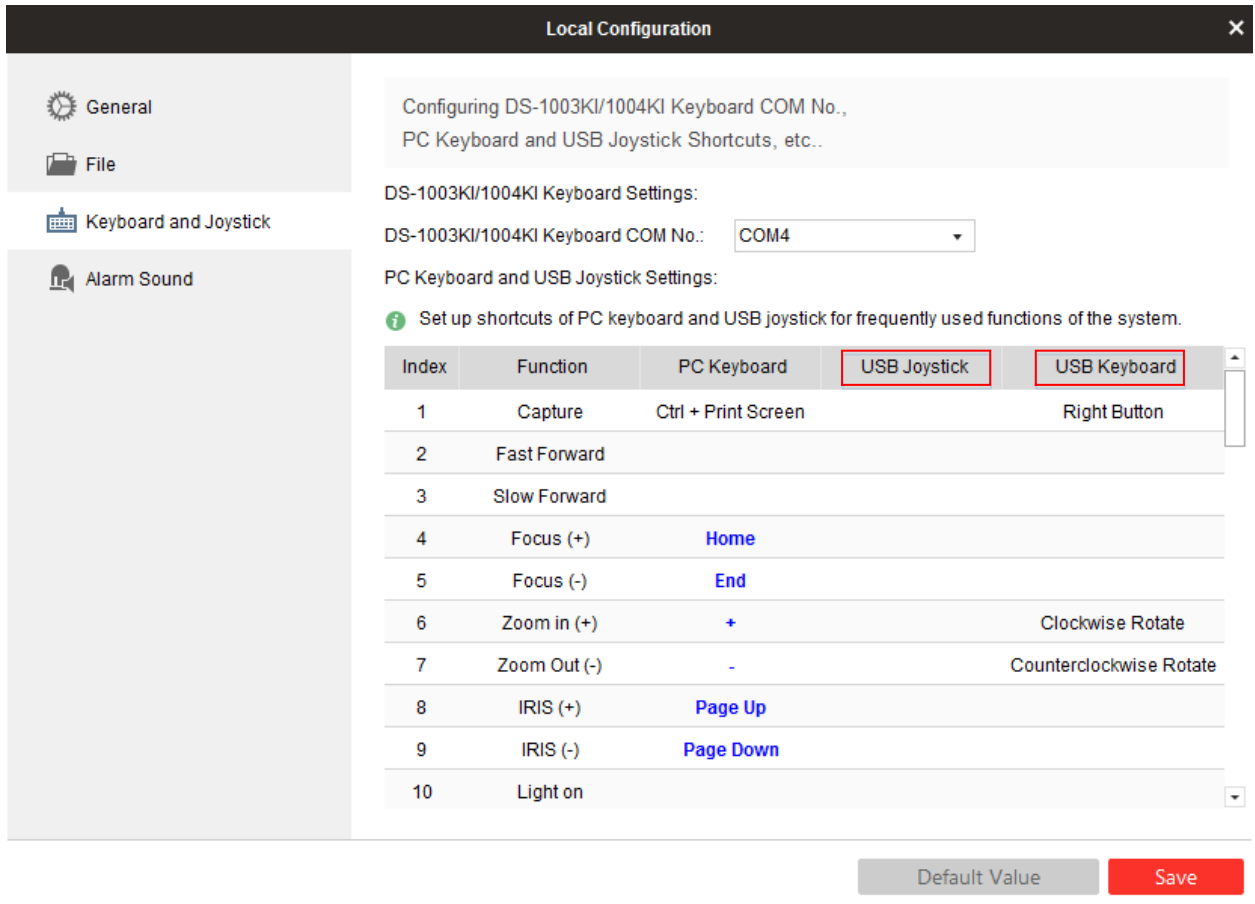 Local Configuration
General
File
Keyboard and Joystick
Alarm Sound
Configuring DS-1003KI/1004KI Keyboard COM No.,
PC Keyboard and USB Joystick Shortcuts, etc..
DS-1003KI/1004KI Keyboard Settings:
DS-1003KI/1004KI Keyboard COM No.: COM4
PC Keyboard and USB Joystick Settings:
Set up shortcuts of PC keyboard and USB joystick for frequently used functions of the system.
Index Function PC Keyboard USB Joystick USB Keyboard
1 Capture Ctrl + Print Screen Right Button
2 Fast Forward
3 Slow Forward
4 Focus (+) Home
5 Focus (-) End
6 Zoom in (+) + Clockwise Rotate
7 Zoom Out (-) - Counterclockwise Rotate
8 IRIS (+) Page Up
9 IRIS (-) Page Down
10 Light on
Default Value Save